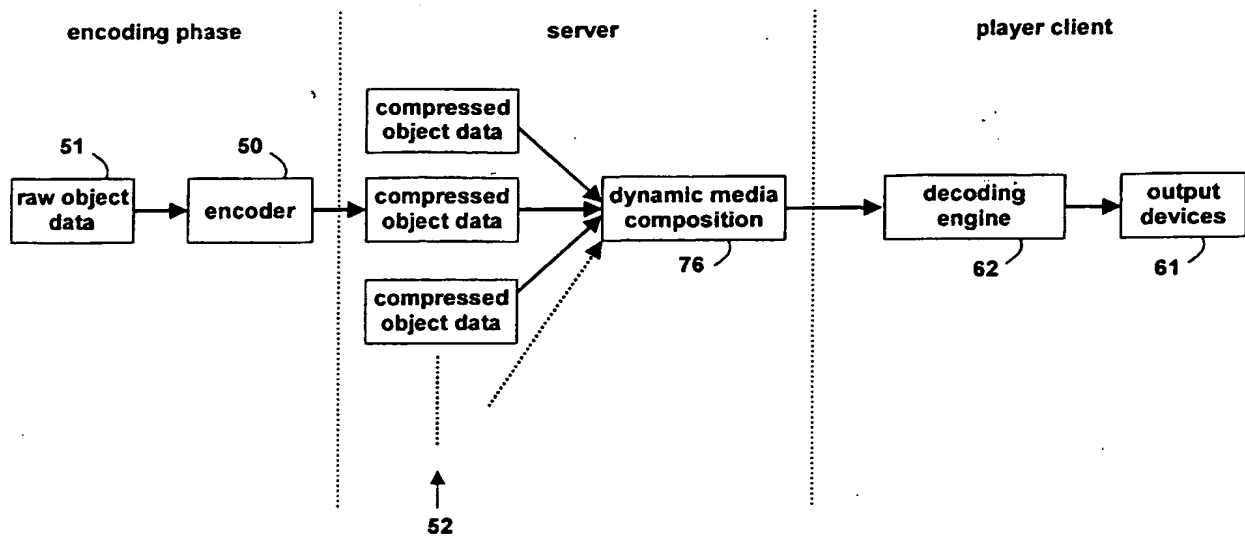 encoding phase
server
player client
compressed
object data
51
50
raw object
data
encoder
compressed
object data
dynamic media
composition
76
decoding
engine
62
output
devices
61
compressed
object data
52